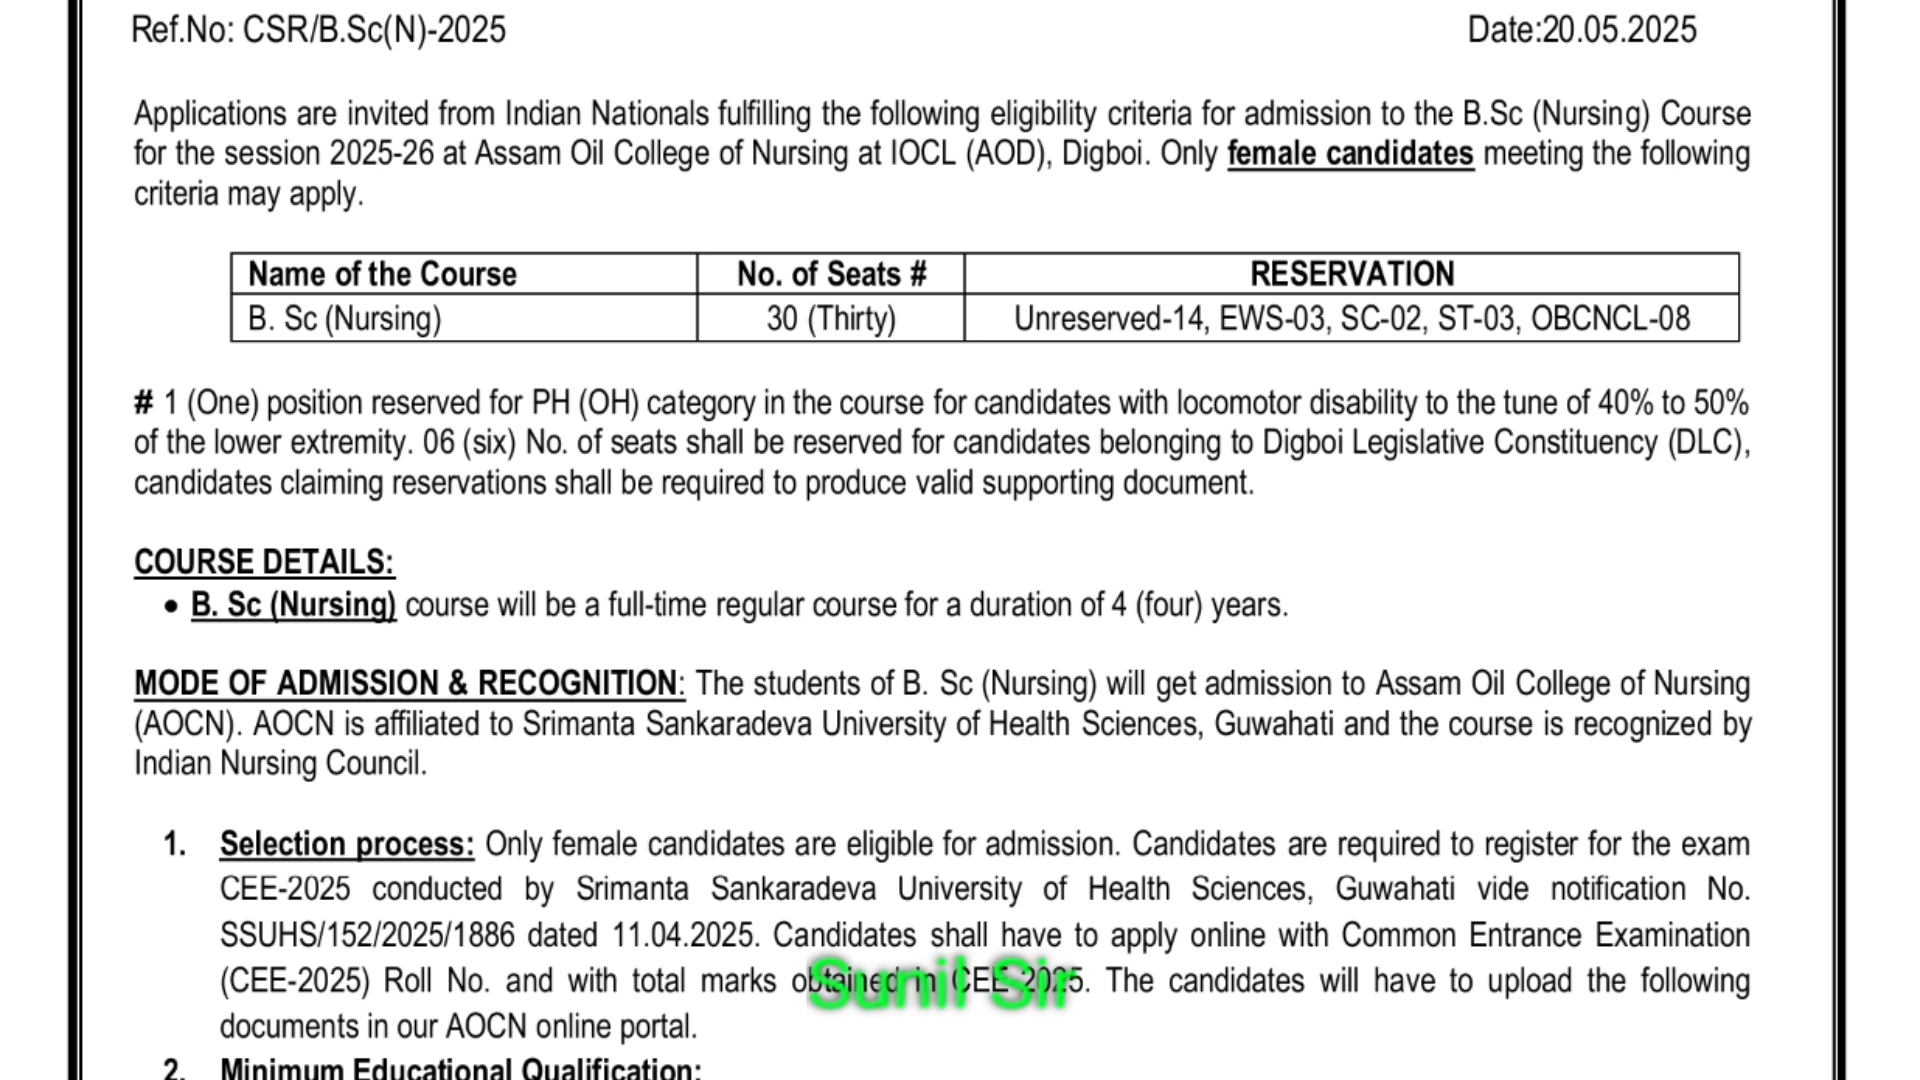 Ref.No: CSR/B.Sc(N)-2025 Date:20.05.2025
Applications are invited from Indian Nationals fulfilling the following eligibility criteria for admission to the B.Sc (Nursing) Course
for the session 2025-26 at Assam Oil College of Nursing at IOCL (AOD), Digboi. Only female candidates meeting the following
criteria may apply.
Name of the Course No. of Seats # RESERVATION
B. Sc (Nursing) 30 (Thirty) Unreserved-14, EWS-03, SC-02, ST-03, OBCNCL-08
# 1 (One) position reserved for PH (OH) category in the course for candidates with locomotor disability to the tune of 40% to 50%
of the lower extremity. 06 (six) No. of seats shall be reserved for candidates belonging to Digboi Legislative Constituency (DLC),
candidates claiming reservations shall be required to produce valid supporting document.
COURSE DETAILS:
• B. Sc (Nursing) course will be a full-time regular course for a duration of 4 (four) years.
MODE OF ADMISSION & RECOGNITION: The students of B. Sc (Nursing) will get admission to Assam Oil College of Nursing
(AOCN). AOCN is affiliated to Srimanta Sankaradeva University of Health Sciences, Guwahati and the course is recognized by
Indian Nursing Council.
1. Selection process: Only female candidates are eligible for admission. Candidates are required to register for the exam
CEE-2025 conducted by Srimanta Sankaradeva University of Health Sciences, Guwahati vide notification No.
SSUHS/152/2025/1886 dated 11.04.2025. Candidates shall have to apply online with Common Entrance Examination
(CEE-2025) Roll No. and with total marks obtained in CEE 2025. The candidates will have to upload the following
Sunil Sir
documents in our AOCN online portal.
2. Minimum Educational Qualification: